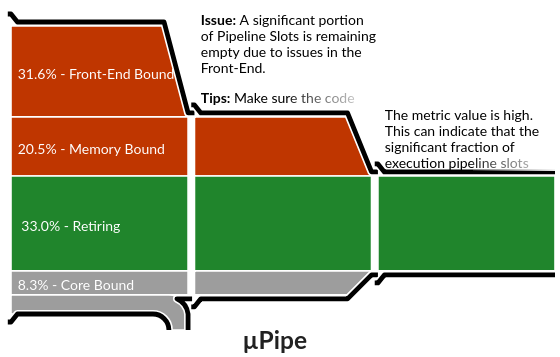 Issue: A significant portion
of Pipeline Slots is remaining
empty due to issues in the
Front-End.
Tips: Make sure the code
31.6% - Front-End Bound
The metric value is high.
This can indicate that the
significant fraction of
execution pipeline slots
20.5% - Memory Bound
33.0% - Retiring
8.3% - Core Bound
µPipe